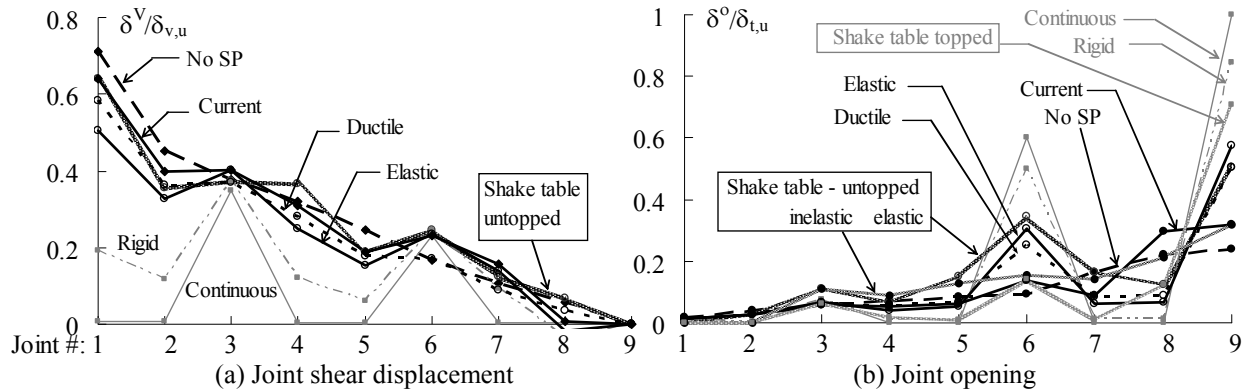 0.8
δV/δv,u
No SP
0.6
Current
Ductile
0.4
Elastic
Shake table
untopped
0.2
Rigid
Continuous
0
Joint #: 1 2 3 4 5 6 7 8 9
(a) Joint shear displacement
1
δo/δt,u
Continuous
Shake table topped
Rigid
0.8
Elastic
Current
Ductile
No SP
0.6
0.4
Shake table - untopped
inelastic elastic
0.2
0
1 2 3 4 5 6 7 8 9
(b) Joint opening